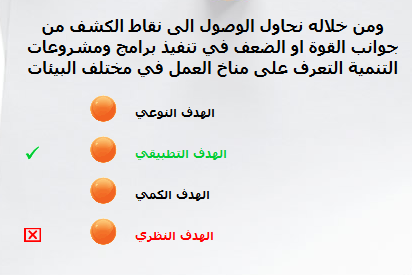 ومن خلاله نحاول الوصول الى نقاط الكشف من
جوانب القوة او الضعف في تنفيذ برامج ومشروعات
التنمية التعرف على مناخ العمل في مختلف البيئات
الهدف النوعي
الهدف التطبيقي
الهدف الكمي
الهدف النظري